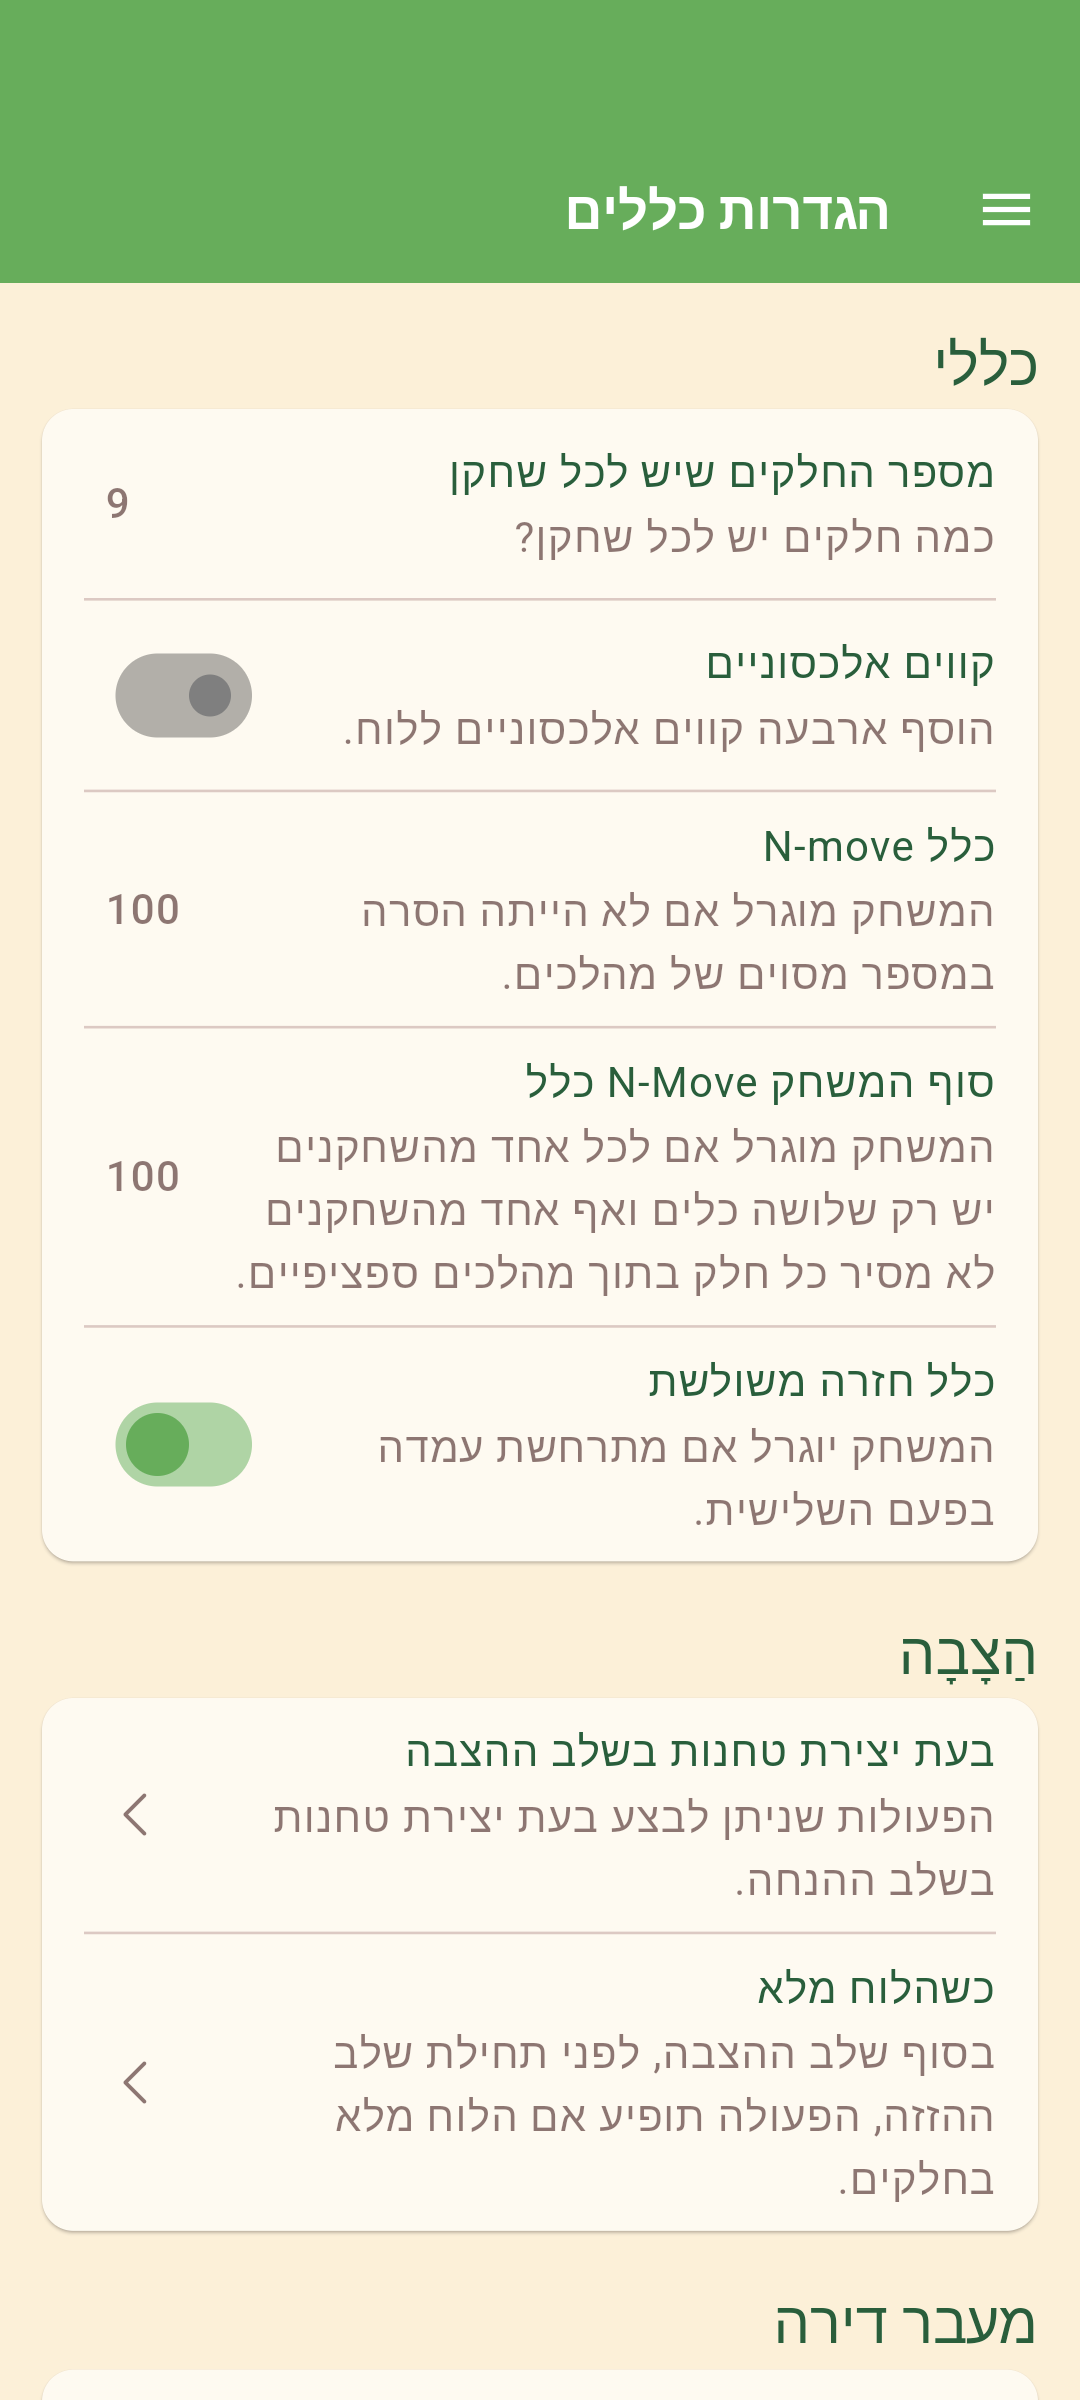 הגדרות כללים
כללי
מספר החלקים שיש לכל שחקן
כמה חלקים יש לכל שחקן?
9
קווים אלכסוניים
הוסף ארבעה קווים אלכסוניים ללוח.
כלל N-move
המשחק מוגרל אם לא הייתה הסרה
במספר מסוים של מהלכים.
100
סוף המשחק N-Move כלל
המשחק מוגרל אם לכל אחד מהשחקנים
יש רק שלושה כלים ואף אחד מהשחקנים
לא מסיר כל חלק בתוך מהלכים ספציפיים.
100
כלל חזרה משולשת
המשחק יוגרל אם מתרחשת עמדה
בפעם השלישית.
הַצָבָה
בעת יצירת טחנות בשלב ההצבה
הפעולות שניתן לבצע בעת יצירת טחנות
בשלב ההנחה.
כשהלוח מלא
בסוף שלב ההצבה, לפני תחילת שלב
ההזזה, הפעולה תופיע אם הלוח מלא
בחלקים.
מעבר דירה